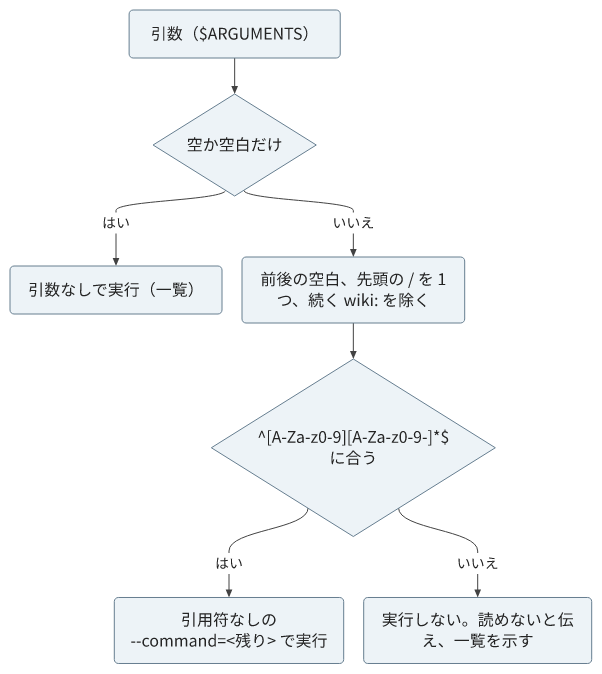 引数（$ARGUMENTS）
空か空白だけ
はい
いいえ
引数なしで実行（一覧）
前後の空白、先頭の / を 1
つ、続く wiki: を除く
^[A-Za-z0-9][A-Za-z0-9-]*$
に合う
はい
いいえ
引用符なしの
--command=<残り> で実行
実行しない。読めないと伝
え、一覧を示す